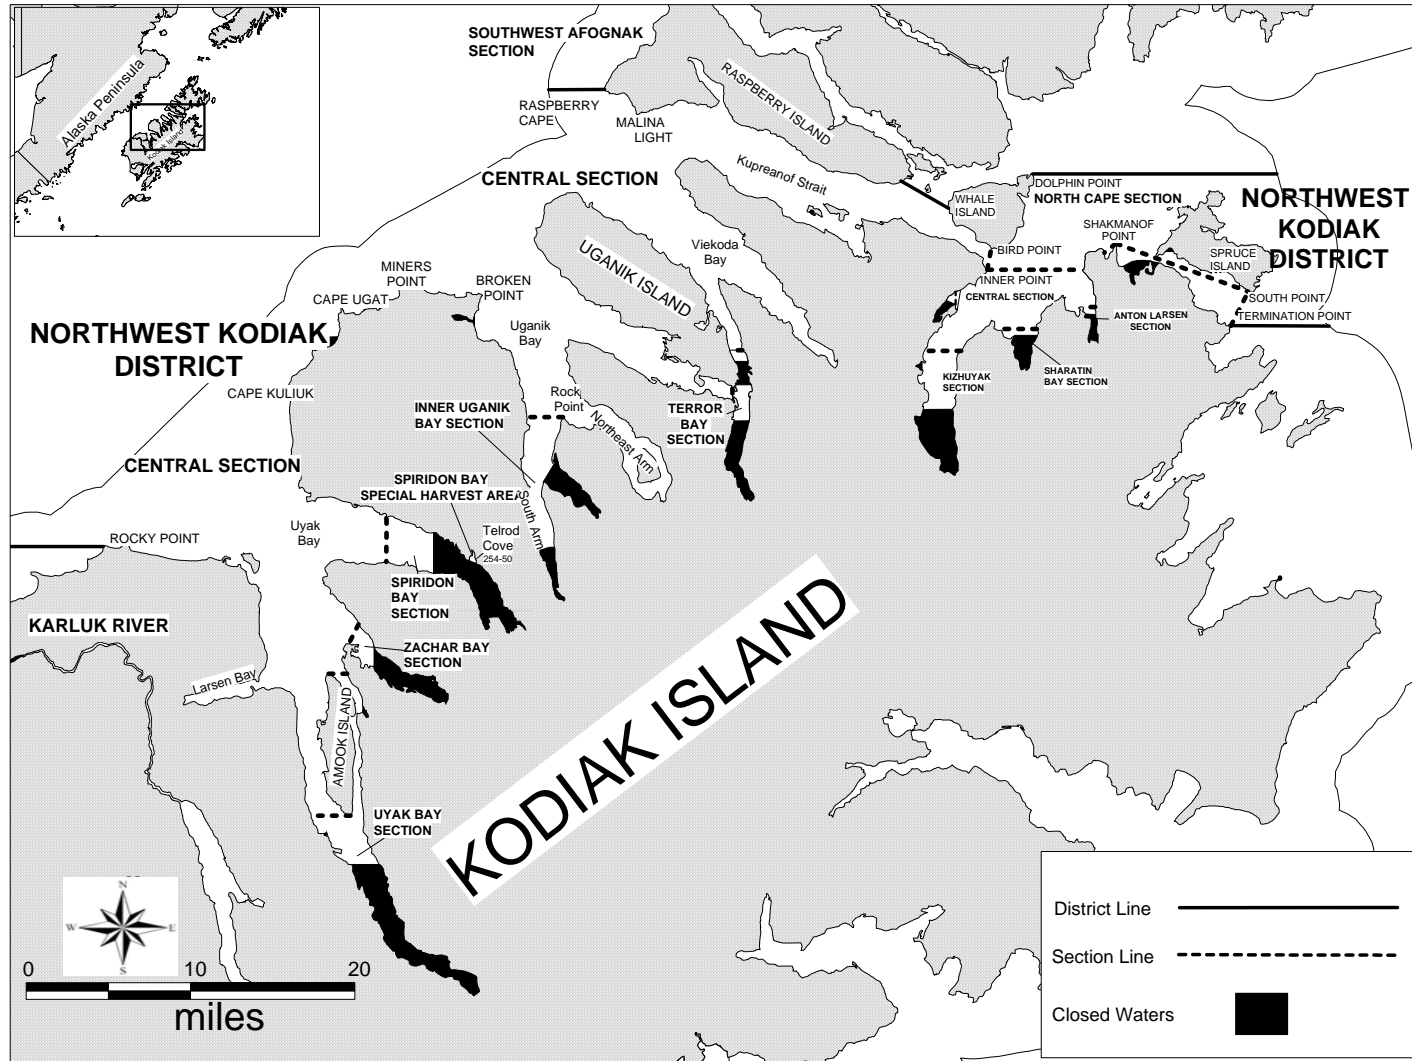 Alaska Peninsula
Kodiak Island
SOUTHWEST AFOGNAK
SECTION
RASPBERRY
CAPE
MALINA
LIGHT
RASPBERRY ISLAND
Kupreanof Strait
CENTRAL SECTION
WHALE
ISLAND
DOLPHIN POINT
NORTH CAPE SECTION
NORTHWEST
KODIAK
DISTRICT
SHAKMANOF
POINT
SPRUCE
ISLAND
BIRD POINT
INNER POINT
CENTRAL SECTION
SOUTH POINT
TERMINATION POINT
ANTON LARSEN
SECTION
SHARATIN
BAY SECTION
KIZHUYAK
SECTION
Viekoda
Bay
UGANIK ISLAND
MINERS
POINT
BROKEN
POINT
CAPE UGAT
Uganik
Bay
NORTHWEST KODIAK
DISTRICT
CAPE KULIUK
Rock
Point
INNER UGANIK
BAY SECTION
Northeast Arm
TERROR
BAY
SECTION
CENTRAL SECTION
SPIRIDON BAY
SPECIAL HARVEST AREA
South Arm
Telrod
Cove
254-50
Uyak
Bay
ROCKY POINT
SPIRIDON
BAY
SECTION
KARLUK RIVER
ZACHAR BAY
SECTION
Larsen Bay
AMOOK ISLAND
UYAK BAY
SECTION
KODIAK ISLAND
N
W
E
S
0 10 20
miles
District Line
Section Line
Closed Waters